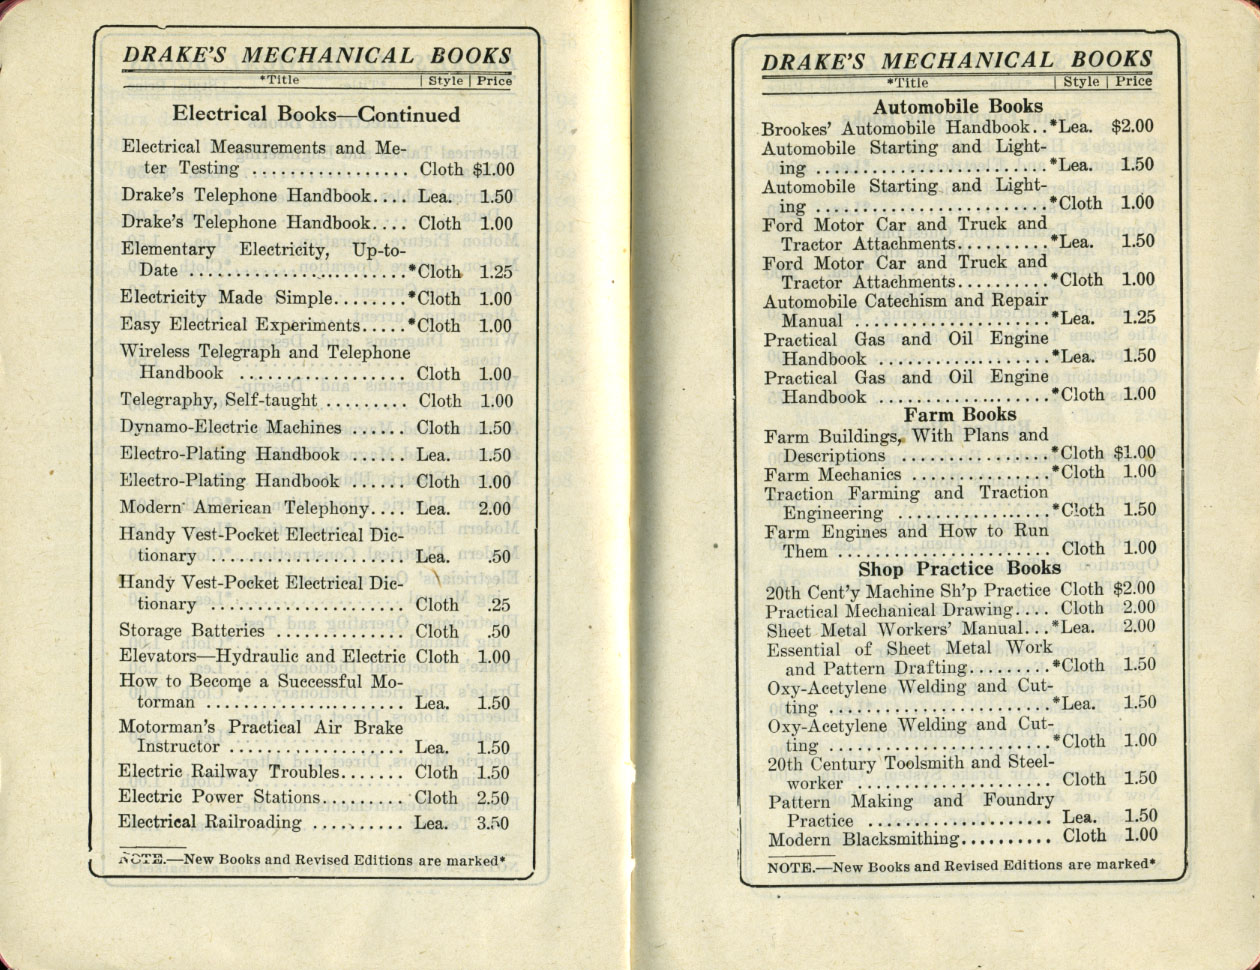 DRAKE'S MECHANICAL BOOKS
*Title | Style | Price
Electrical Books—Continued
Electrical Measurements and Me-
ter Testing ................ Cloth $1.00
Drake's Telephone Handbook.... Lea. 1.50
Drake's Telephone Handbook.... Cloth 1.00
Elementary Electricity, Up-to-
Date ......................*Cloth 1.25
Electricity Made Simple........*Cloth 1.00
Easy Electrical Experiments.....*Cloth 1.00
Wireless Telegraph and Telephone
Handbook ................. Cloth 1.00
Telegraphy, Self-taught ......... Cloth 1.00
Dynamo-Electric Machines ...... Cloth 1.50
Electro-Plating Handbook ...... Lea. 1.50
Electro-Plating Handbook ...... Cloth 1.00
Modern American Telephony.... Lea. 2.00
Handy Vest-Pocket Electrical Dic-
tionary ..................... Lea. .50
Handy Vest-Pocket Electrical Dic-
tionary .................... Cloth .25
Storage Batteries .............. Cloth .50
Elevators—Hydraulic and Electric Cloth 1.00
How to Become a Successful Mo-
torman ..................... Lea. 1.50
Motorman's Practical Air Brake
Instructor .................. Lea. 1.50
Electric Railway Troubles....... Cloth 1.50
Electric Power Stations......... Cloth 2.50
Electrical Railroading .......... Lea. 3.50
NOTE.—New Books and Revised Editions are marked*
DRAKE'S MECHANICAL BOOKS
*Title | Style | Price
Automobile Books
Brookes' Automobile Handbook..*Lea. $2.00
Automobile Starting and Light-
ing ........................*Lea. 1.50
Automobile Starting and Light-
ing ........................*Cloth 1.00
Ford Motor Car and Truck and
Tractor Attachments.........*Lea. 1.50
Ford Motor Car and Truck and
Tractor Attachments.........*Cloth 1.00
Automobile Catechism and Repair
Manual ....................*Lea. 1.25
Practical Gas and Oil Engine
Handbook ..................*Lea. 1.50
Practical Gas and Oil Engine
Handbook ..................*Cloth 1.00
Farm Books
Farm Buildings, With Plans and
Descriptions ................*Cloth $1.00
Farm Mechanics ..............*Cloth 1.00
Traction Farming and Traction
Engineering .................*Cloth 1.50
Farm Engines and How to Run
Them ...................... Cloth 1.00
Shop Practice Books
20th Cent'y Machine Sh'p Practice Cloth $2.00
Practical Mechanical Drawing.... Cloth 2.00
Sheet Metal Workers' Manual...*Lea. 2.00
Essential of Sheet Metal Work
and Pattern Drafting.........*Cloth 1.50
Oxy-Acetylene Welding and Cut-
ting .......................*Lea. 1.50
Oxy-Acetylene Welding and Cut-
ting .......................*Cloth 1.00
20th Century Toolsmith and Steel-
worker .................... Cloth 1.50
Pattern Making and Foundry
Practice .................... Lea. 1.50
Modern Blacksmithing.......... Cloth 1.00
NOTE.—New Books and Revised Editions are marked*